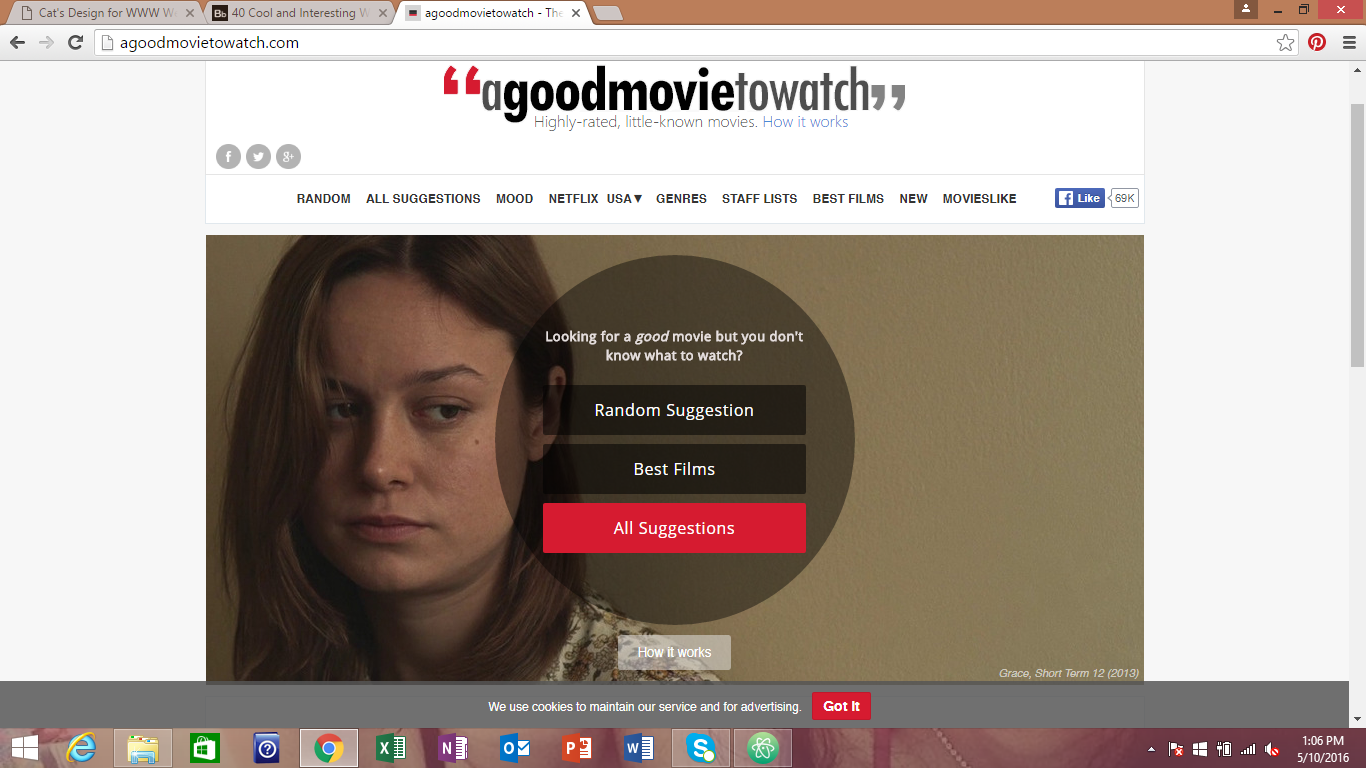 Cat's Design for WWW W
Bb 40 Cool and Interesting W
agoodmovietowatch - The
agoodmovietowatch.com
“agoodmovietowatch”
Highly-rated, little-known movies. How it works
f g+
RANDOM ALL SUGGESTIONS MOOD NETFLIX USA▼ GENRES STAFF LISTS BEST FILMS NEW MOVIESLIKE f Like 69K
Looking for a good movie but you don't
know what to watch?
Random Suggestion
Best Films
All Suggestions
How it works
Grace, Short Term 12 (2013)
We use cookies to maintain our service and for advertising. Got It
1:06 PM
5/10/2016